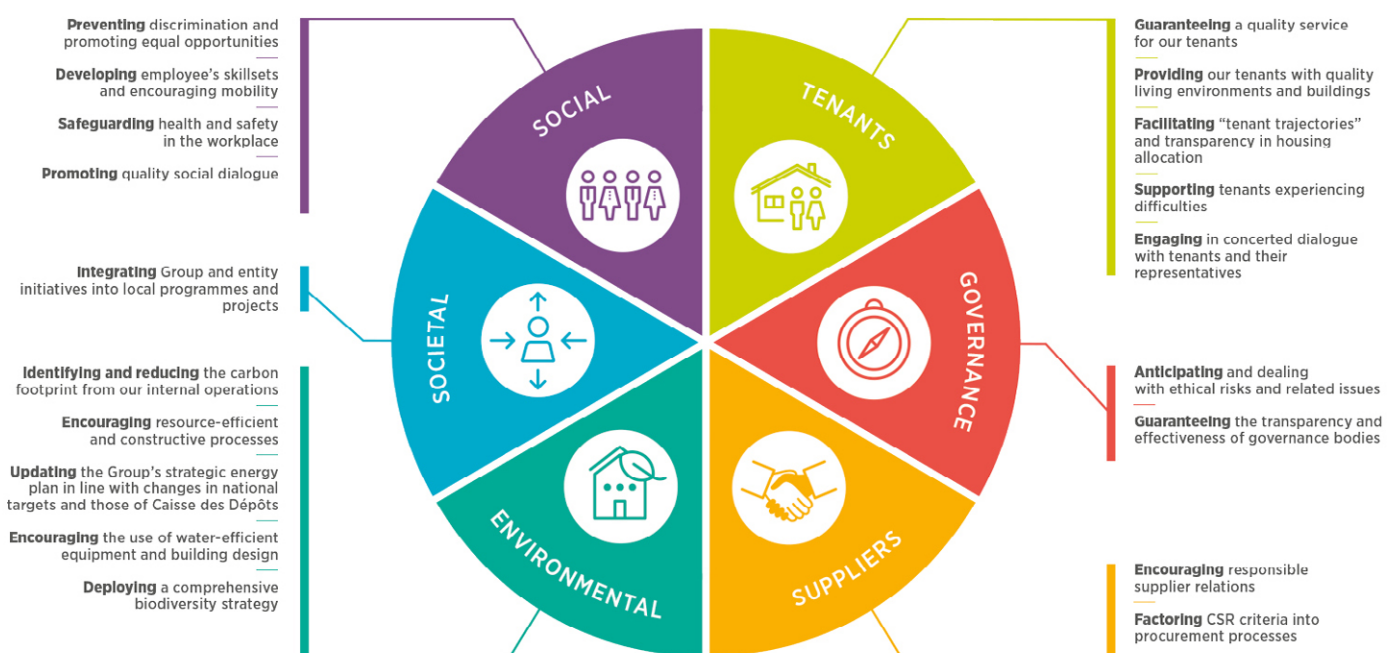 Preventing discrimination and
promoting equal opportunities
Developing employee's skillsets
and encouraging mobility
Safeguarding health and safety
in the workplace
Promoting quality social dialogue
Integrating Group and entity
initiatives into local programmes and
projects
Identifying and reducing the carbon
footprint from our internal operations
Encouraging resource-efficient
and constructive processes
Updating the Group's strategic energy
plan in line with changes in national
targets and those of Caisse des Dépôts
Encouraging the use of water-efficient
equipment and building design
Deploying a comprehensive
biodiversity strategy
SOCIAL
TENANTS
SOCIETAL
GOVERNANCE
ENVIRONMENTAL
SUPPLIERS
Guaranteeing a quality service
for our tenants
Providing our tenants with quality
living environments and buildings
Facilitating “tenant trajectories”
and transparency in housing
allocation
Supporting tenants experiencing
difficulties
Engaging in concerted dialogue
with tenants and their
representatives
Anticipating and dealing
with ethical risks and related issues
Guaranteeing the transparency and
effectiveness of governance bodies
Encouraging responsible
supplier relations
Factoring CSR criteria into
procurement processes